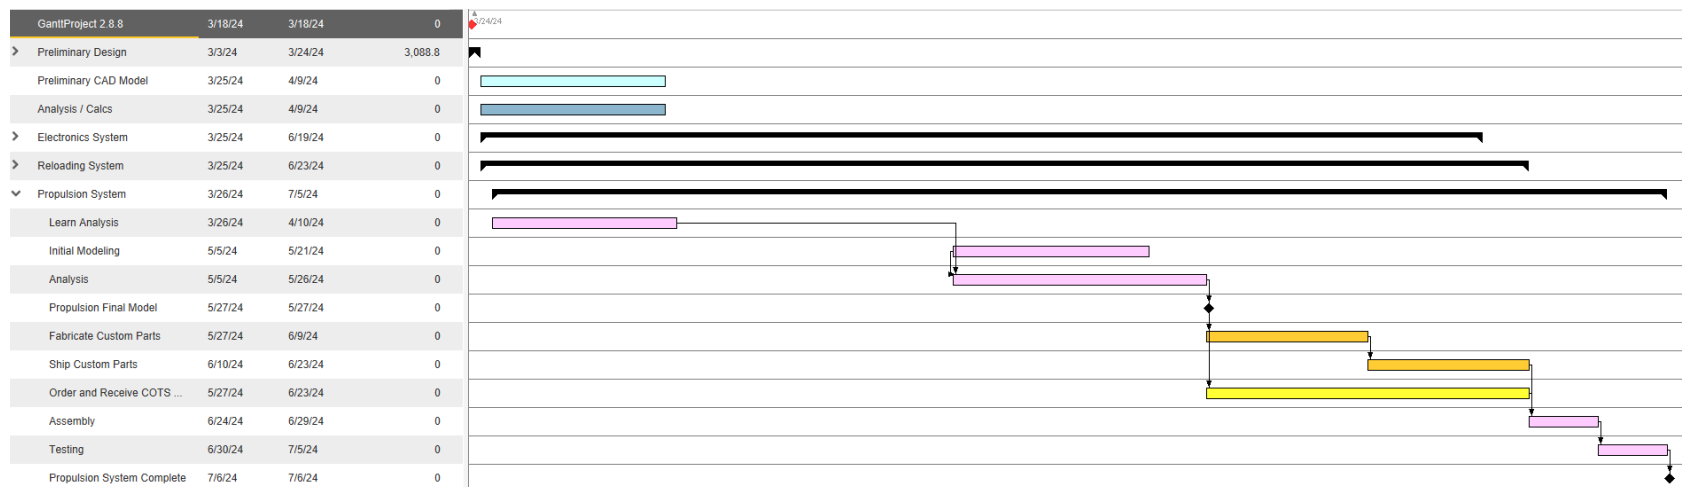 GanttProject 2.8.8 3/18/24 3/18/24 0 3/24/24
Preliminary Design 3/3/24 3/24/24 3,088.8
Preliminary CAD Model 3/25/24 4/9/24 0
Analysis / Calcs 3/25/24 4/9/24 0
Electronics System 3/25/24 6/19/24 0
Reloading System 3/25/24 6/23/24 0
Propulsion System 3/26/24 7/5/24 0
Learn Analysis 3/26/24 4/10/24 0
Initial Modeling 5/5/24 5/21/24 0
Analysis 5/5/24 5/26/24 0
Propulsion Final Model 5/27/24 5/27/24 0
Fabricate Custom Parts 5/27/24 6/9/24 0
Ship Custom Parts 6/10/24 6/23/24 0
Order and Receive COTS ... 5/27/24 6/23/24 0
Assembly 6/24/24 6/29/24 0
Testing 6/30/24 7/5/24 0
Propulsion System Complete 7/6/24 7/6/24 0